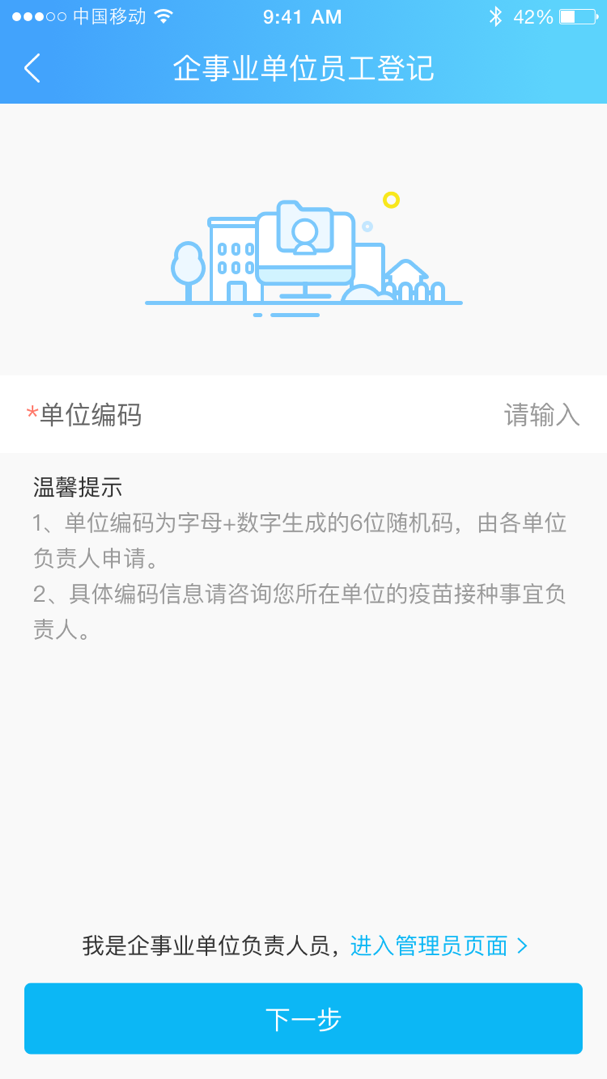 中国移动 9:41 AM 42%
企事业单位员工登记
*单位编码 请输入
温馨提示
1、单位编码为字母+数字生成的6位随机码，由各单位
负责人申请。
2、具体编码信息请咨询您所在单位的疫苗接种事宜负
责人。
我是企事业单位负责人员，进入管理员页面 >
下一步